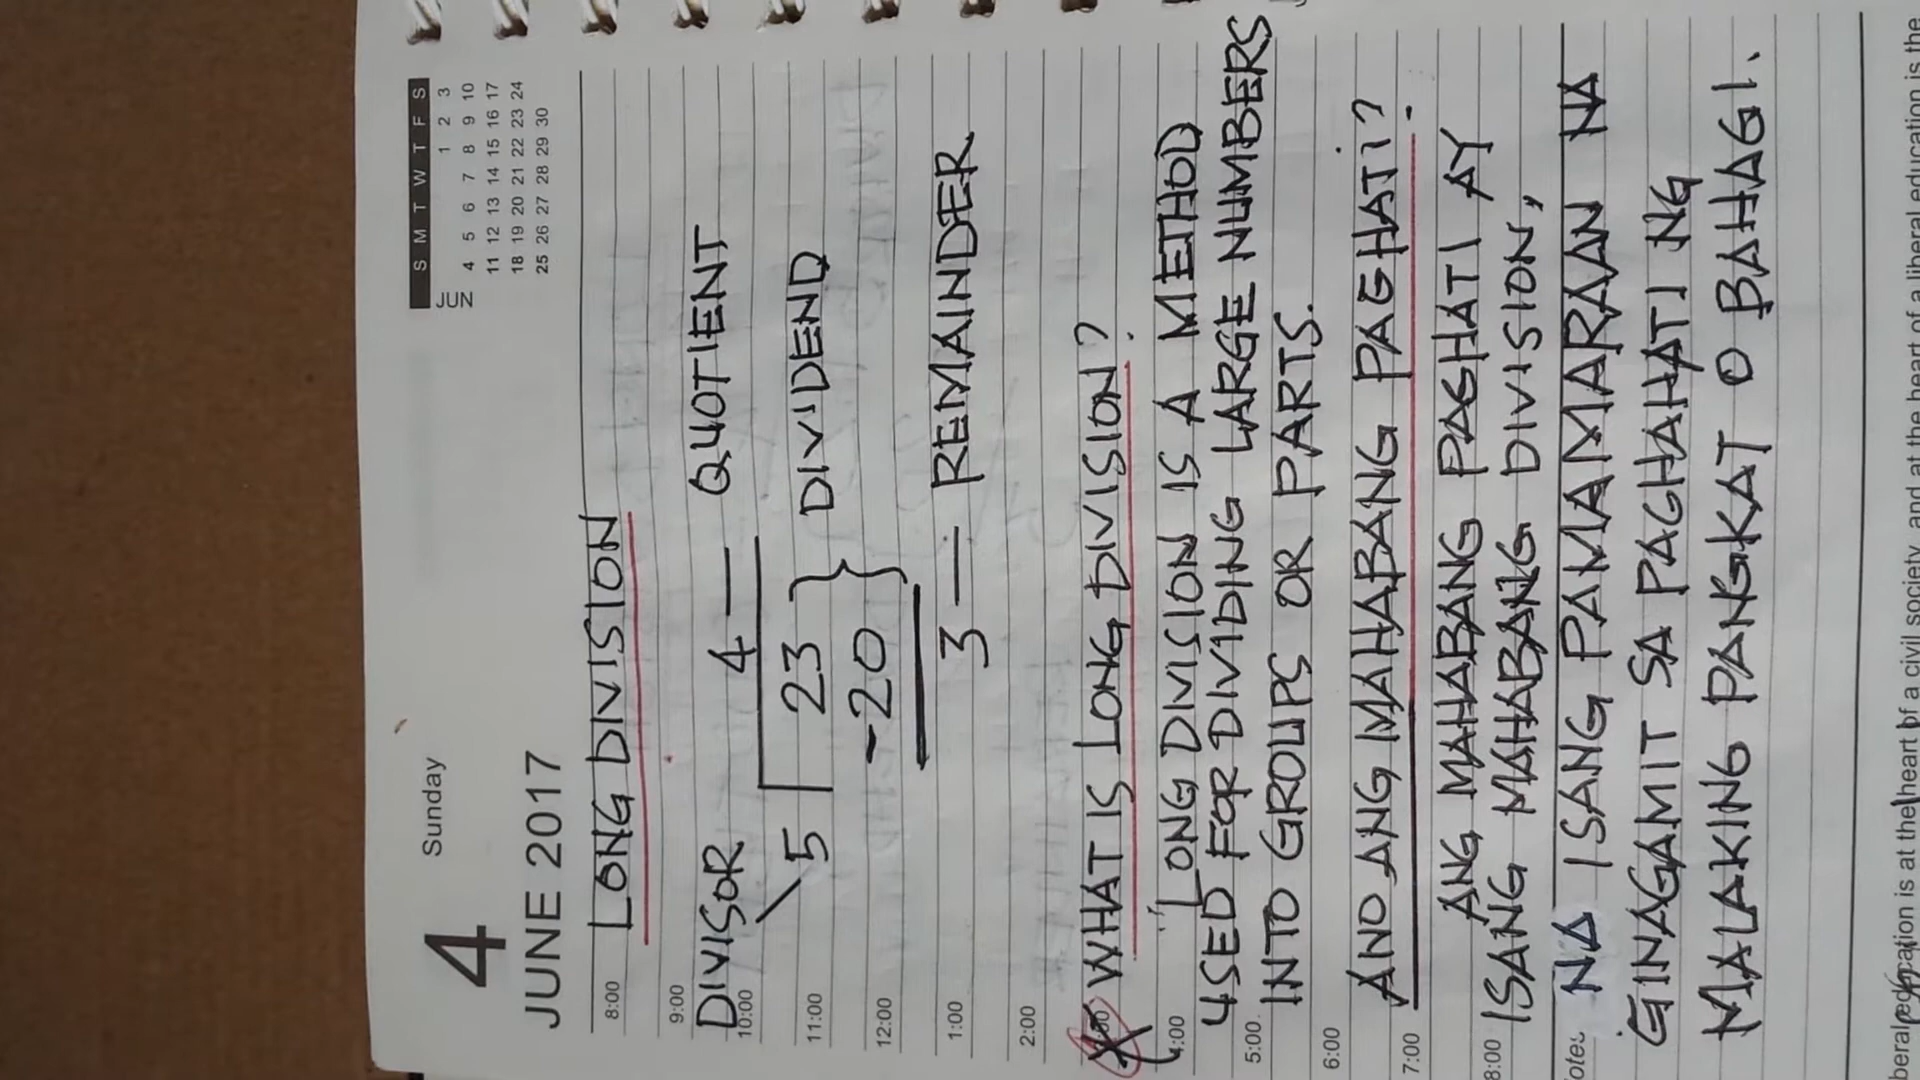 4
Sunday
JUNE 2017
S M T W T F S
JUN 1 2 3
4 5 6 7 8 9 10
11 12 13 14 15 16 17
18 19 20 21 22 23 24
25 26 27 28 29 30
8:00 LONG DIVISION
9:00
DIVISOR 4 — QUOTIENT
10:00
11:00 5 23 } DIVIDEND
12:00 -20 }
1:00 3 — REMAINDER
2:00
WHAT IS LONG DIVISION?
4:00 LONG DIVISION IS A METHOD
USED FOR DIVIDING LARGE NUMBERS
5:00 INTO GROUPS OR PARTS.
6:00
ANO ANG MAHABANG PAGHATI?
7:00
ANG MAHABANG PAGHATI AY
8:00 ISANG MAHABANG DIVISION,
otes NA ISANG PAMAMARAAN NA
GINAGAMIT SA PAGHAHATI NG
MALAKING PANGKAT O BAHAGI.
is at the heart of a civil society, and at the heart of a liberal education is the